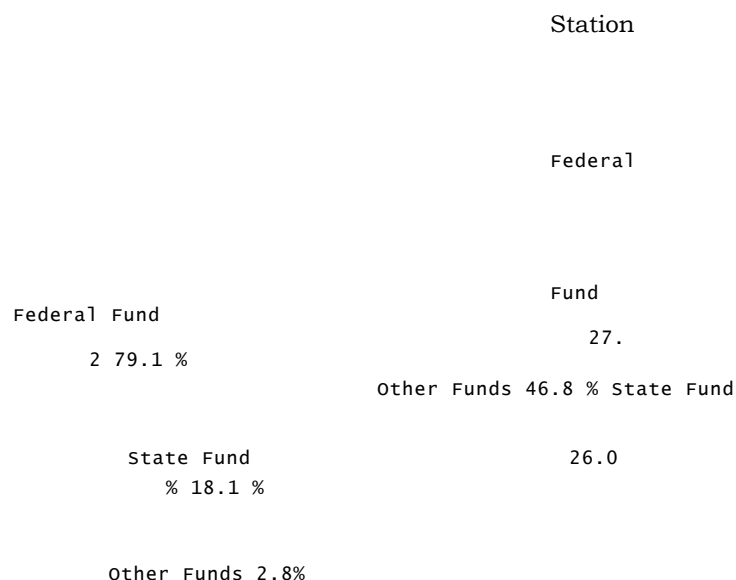 Station
Federal
Fund
Federal Fund
27.
2 79.1 %
Other Funds 46.8 % State Fund
State Fund
26.0
% 18.1 %
Other Funds 2.8%